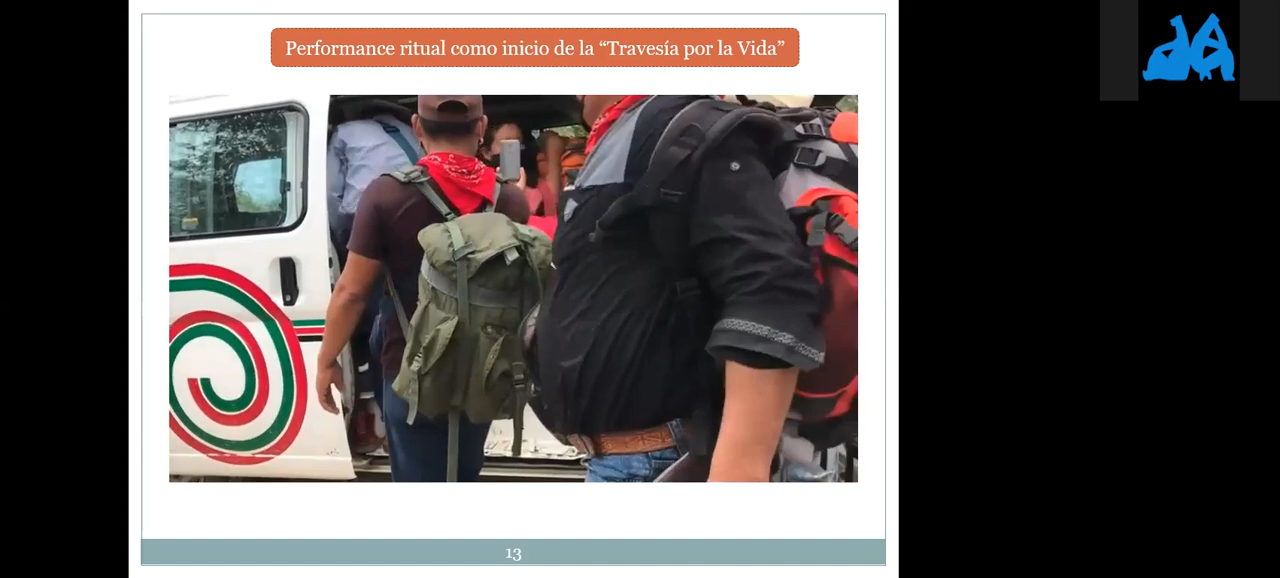 Performance ritual como inicio de la “Travesía por la Vida”
13